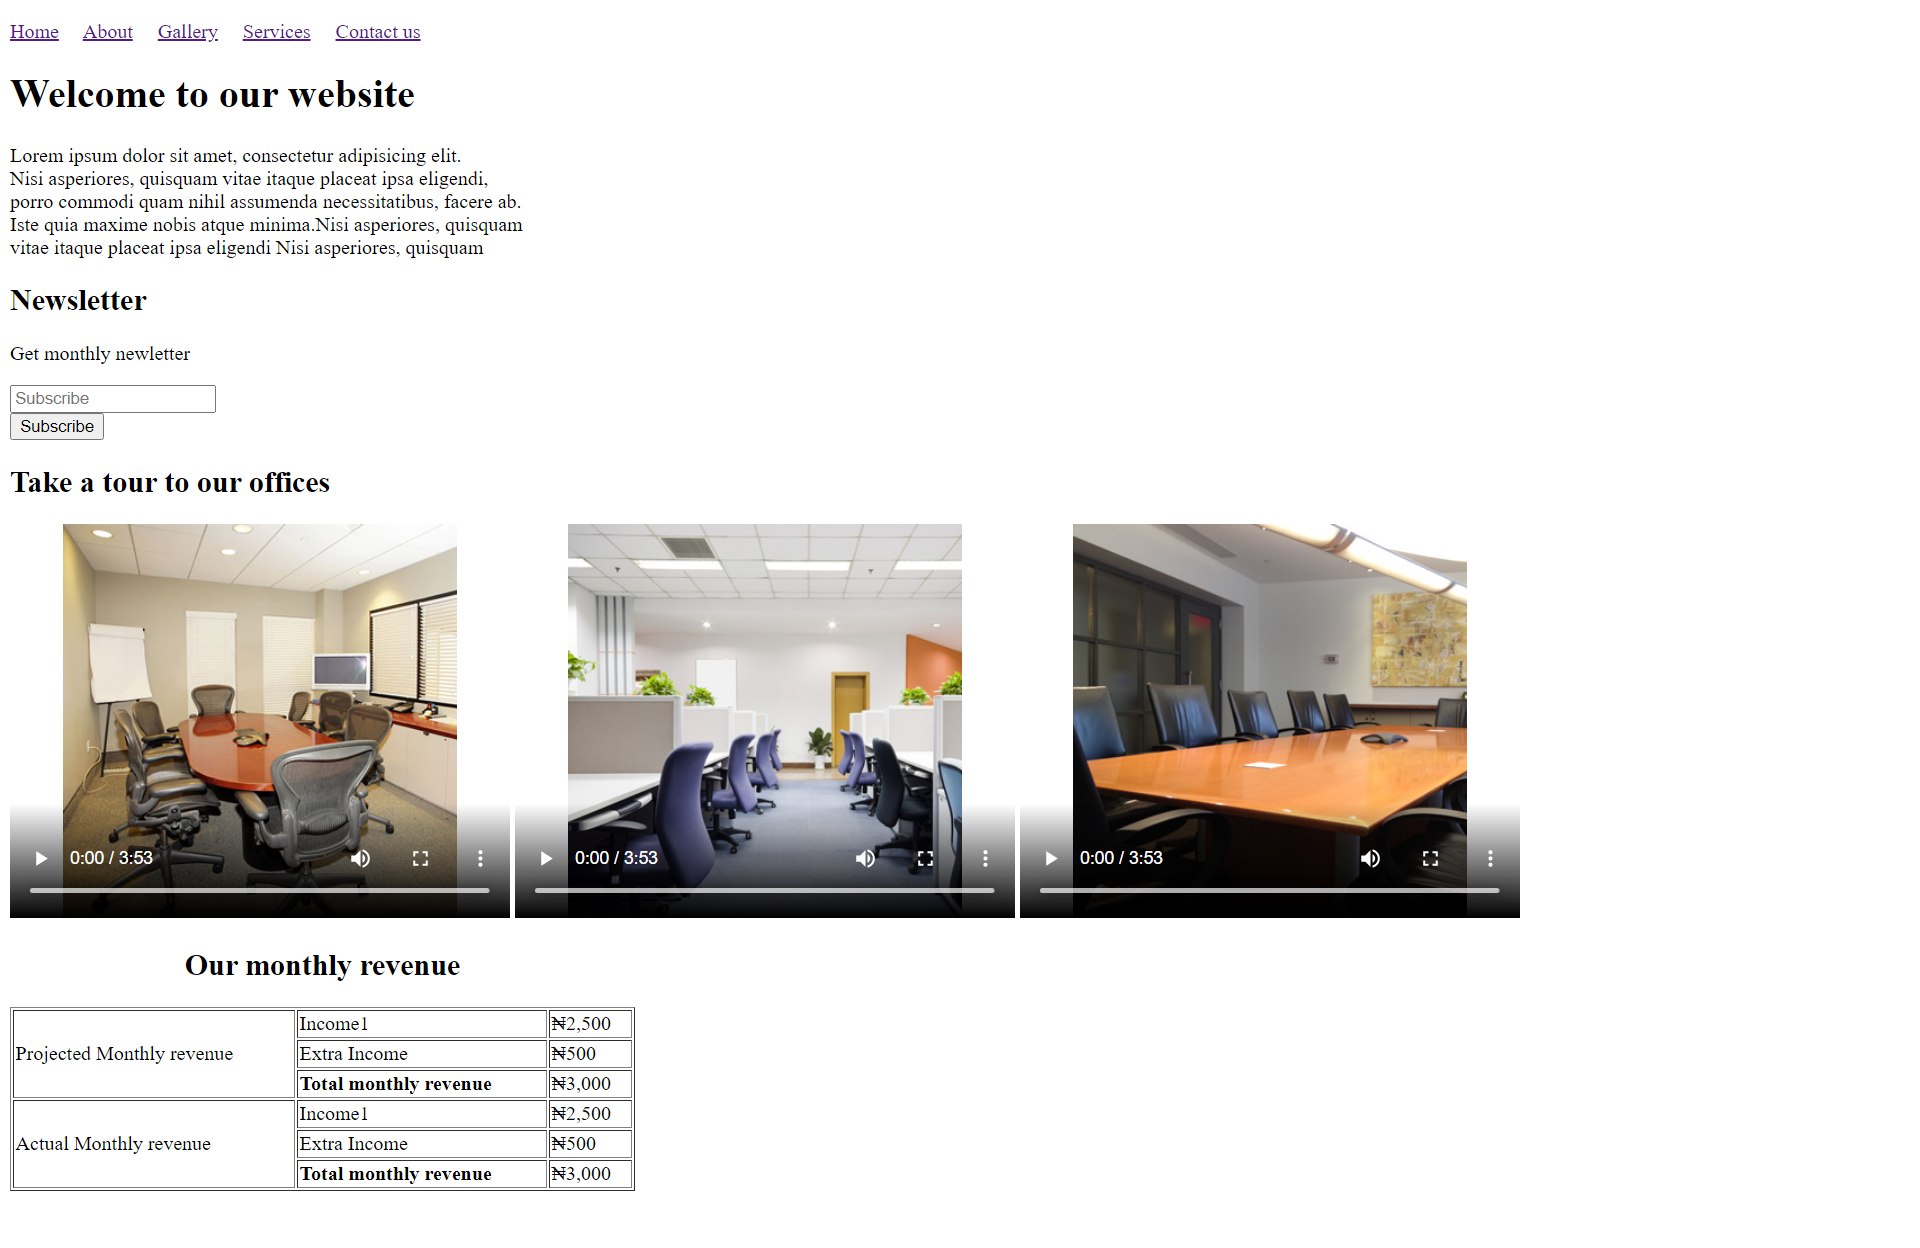 Home About Gallery Services Contact us
Welcome to our website
Lorem ipsum dolor sit amet, consectetur adipisicing elit.
Nisi asperiores, quisquam vitae itaque placeat ipsa eligendi,
porro commodi quam nihil assumenda necessitatibus, facere ab.
Iste quia maxime nobis atque minima.Nisi asperiores, quisquam
vitae itaque placeat ipsa eligendi Nisi asperiores, quisquam
Newsletter
Get monthly newletter
Subscribe
Subscribe
Take a tour to our offices
0:00 / 3:53 0:00 / 3:53 0:00 / 3:53
Our monthly revenue
Projected Monthly revenue
Income1 ₦2,500
Extra Income ₦500
Total monthly revenue ₦3,000
Actual Monthly revenue
Income1 ₦2,500
Extra Income ₦500
Total monthly revenue ₦3,000